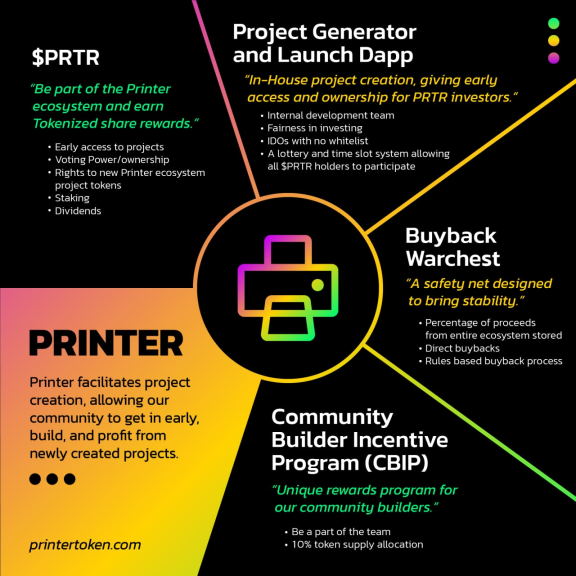 $PRTR
"Be part of the Printer
ecosystem and earn
Tokenized share rewards."
• Early access to projects
• Voting Power/ownership
• Rights to new Printer ecosystem
project tokens
• Staking
• Dividends
Project Generator
and Launch Dapp
"In-House project creation, giving early
access and ownership for PRTR investors."
• Internal development team
• Fairness in investing
• IDOs with no whitelist
• A lottery and time slot system allowing
all $PRTR holders to participate
Buyback
Warchest
"A safety net designed
to bring stability."
• Percentage of proceeds
from entire ecosystem stored
• Direct buybacks
• Rules based buyback process
PRINTER
Printer facilitates project
creation, allowing our
community to get in early,
build, and profit from
newly created projects.
printertoken.com
Community
Builder Incentive
Program (CBIP)
"Unique rewards program for
our community builders."
• Be a part of the team
• 10% token supply allocation